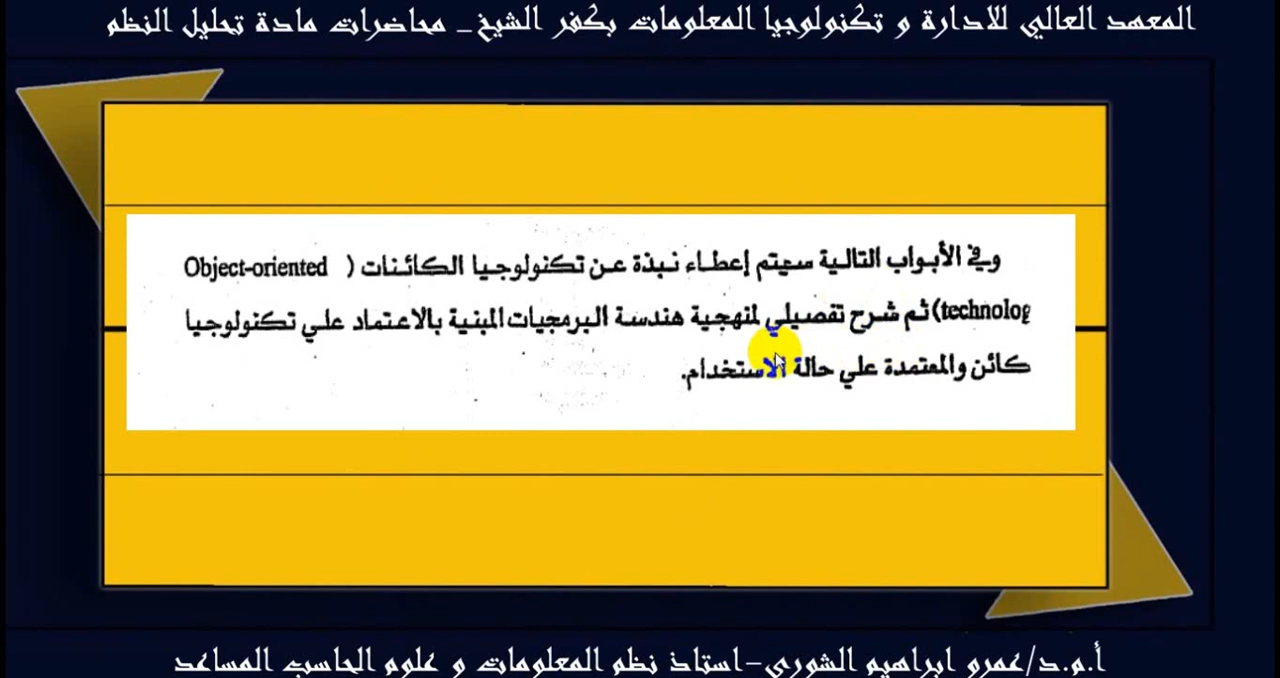 المعهد العالي للادارة و تكنولوجيا المعلومات بكفر الشيخ_ محاضرات مادة تحليل النظم
وفي الأبواب التالية سيتم إعطاء نبذة عن تكنولوجيا الكائنات ( Object-oriented
technolog) ثم شرح تفصيلي لمنهجية هندسة البرمجيات المبنية بالاعتماد علي تكنولوجيا
كائن والمعتمدة علي حالة الاستخدام.
أ.م.د/عمرو ابراهيم الشورى-استاذ نظم المعلومات و علوم الحاسب المساعد